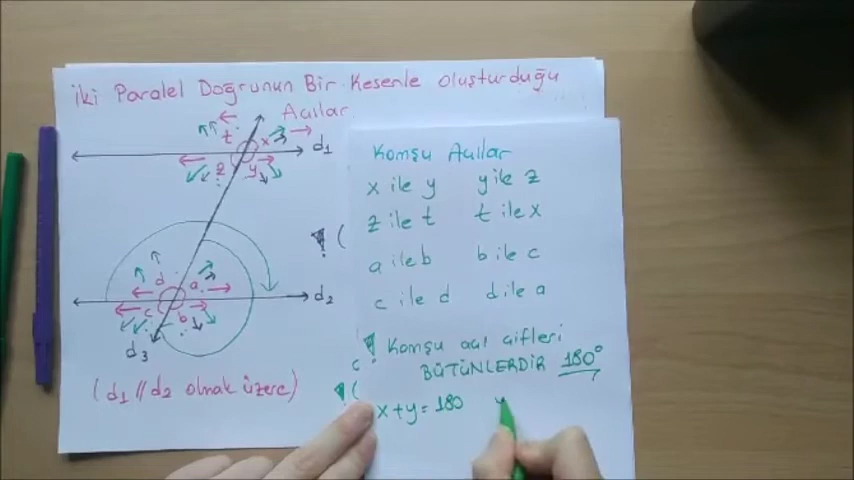 iki Paralel Doğrunun Bir Kesenle oluşturduğu
Açılar
t x d1
z y
d a d2
c b
d3
(d1 // d2 olmak üzere)
Komşu Açılar
x ile y y ile z
z ile t t ile x
a ile b b ile c
c ile d d ile a
! Komşu açı çiftleri
BÜTÜNLERDİR 180°
x+y=180